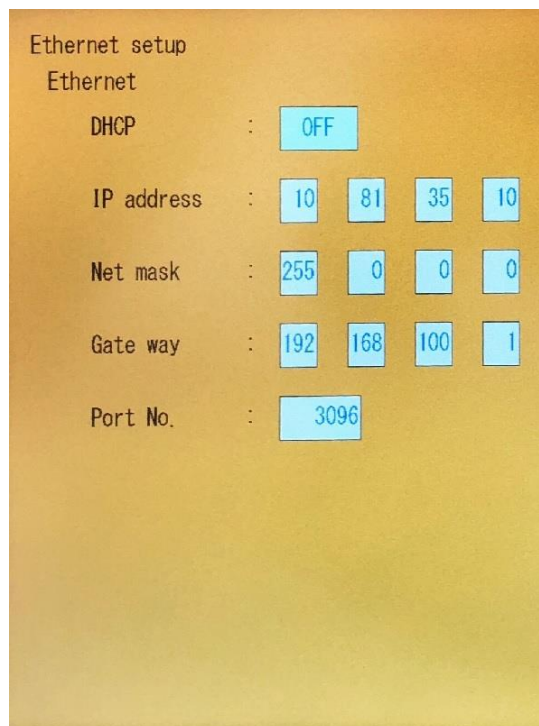 Ethernet setup
Ethernet
DHCP : OFF
IP address : 10 81 35 10
Net mask : 255 0 0 0
Gate way : 192 168 100 1
Port No. : 3096